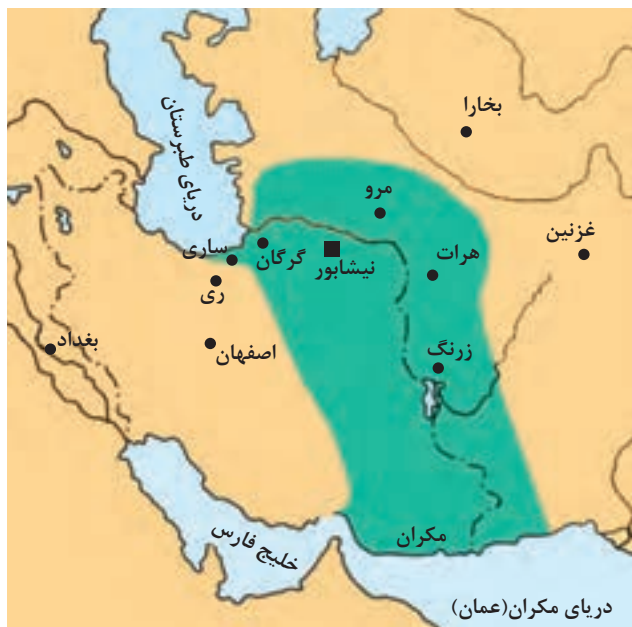 بخارا
دریای طبرستان
مرو
غزنین
هرات
نیشابور
گرگان
ساری
ری
زرنگ
اصفهان
بغداد
مکران
خلیج فارس
دریای مکران(عمان)